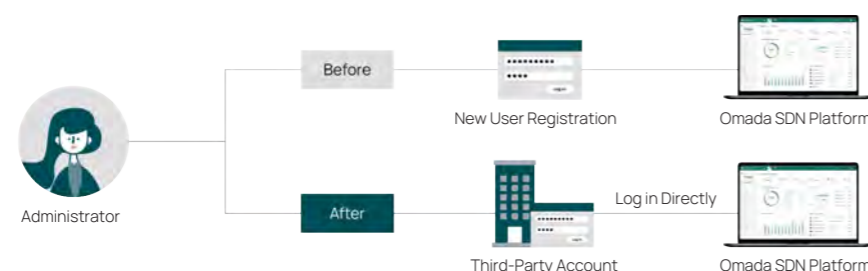 Before
New User Registration
Omada SDN Platform
Administrator
After
Log in Directly
Third-Party Account
Omada SDN Platform